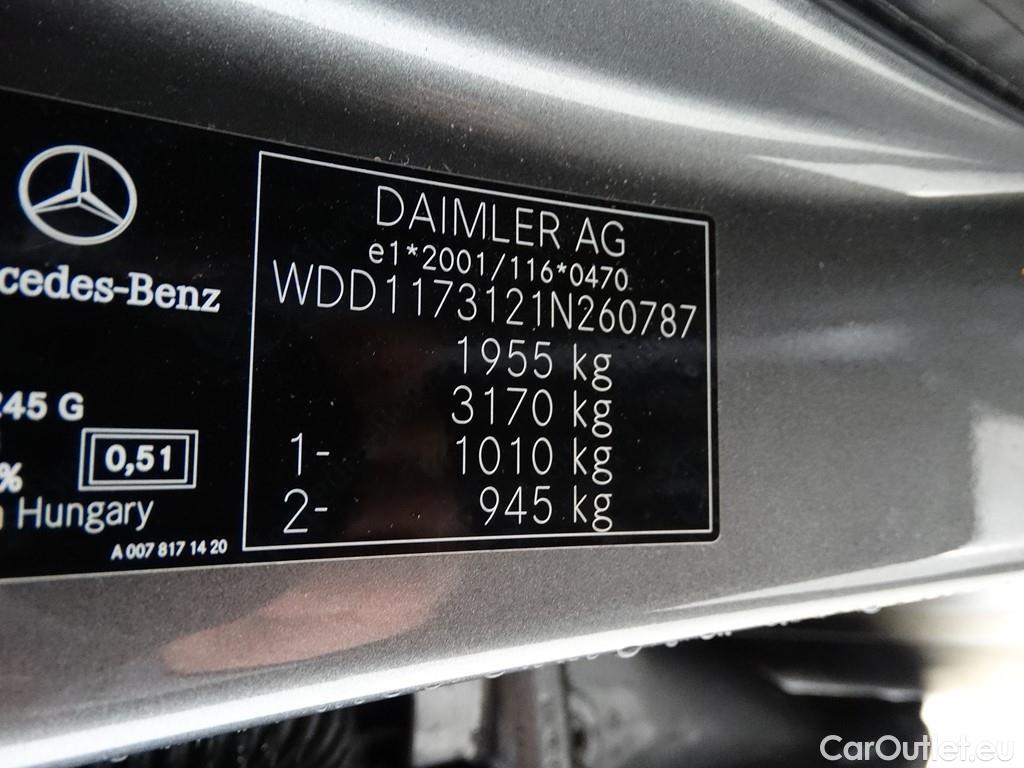 cedes-Benz
245 G
%
0,51
Hungary
A 007 817 14 20
DAIMLER AG
e1*2001/116*0470
WDD1173121N260787
1955 kg
3170 kg
1- 1010 kg
2- 945 kg
CarOutlet.eu